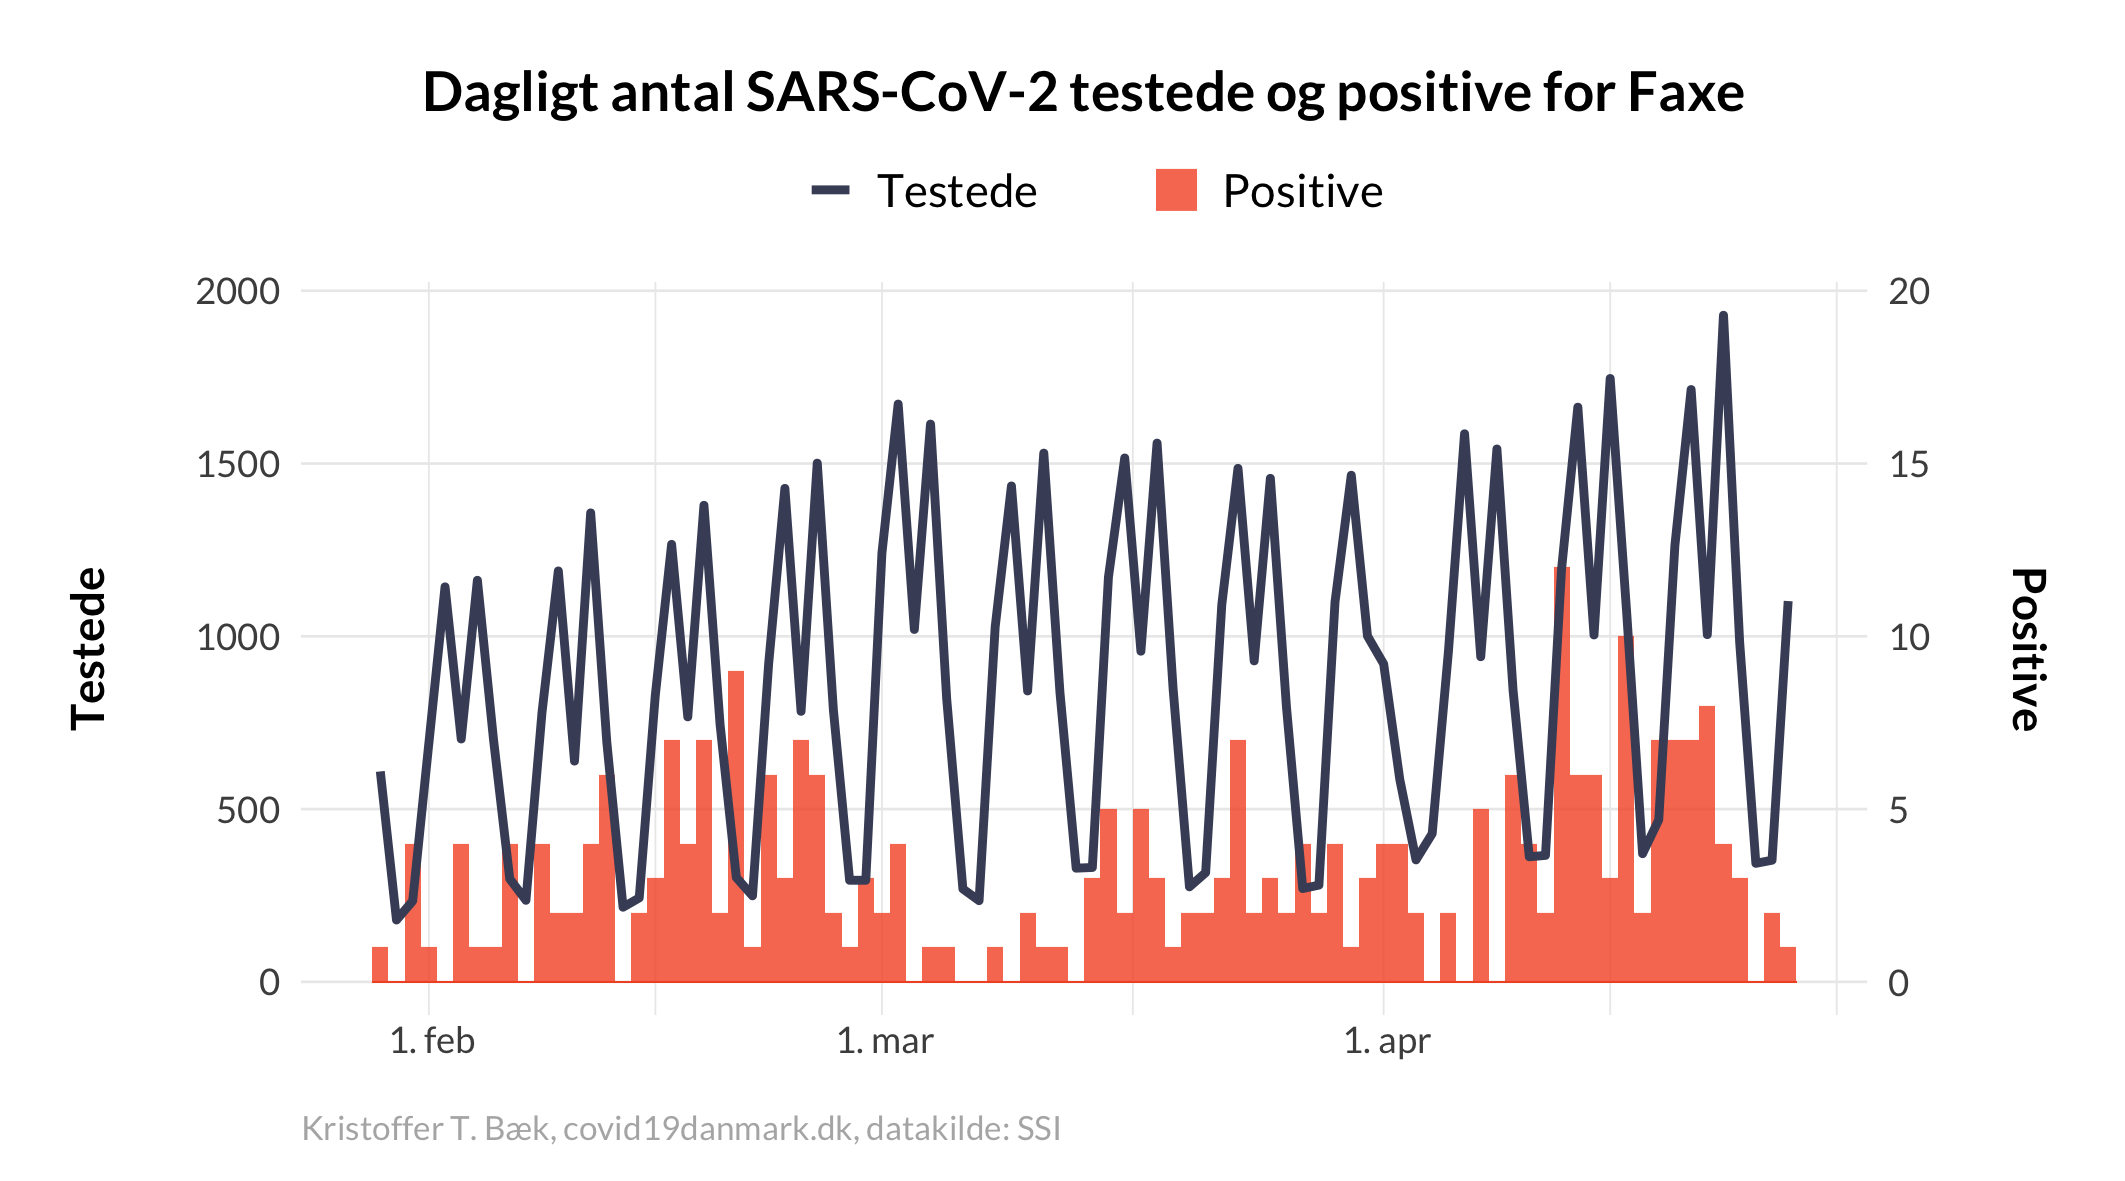 Dagligt antal SARS-CoV-2 testede og positive for Faxe
Testede Positive
2000 20
1500 15
1000 10
500 5
0 0
Testede
Positive
1. feb 1. mar 1. apr
Kristoffer T. Bæk, covid19danmark.dk, datakilde: SSI